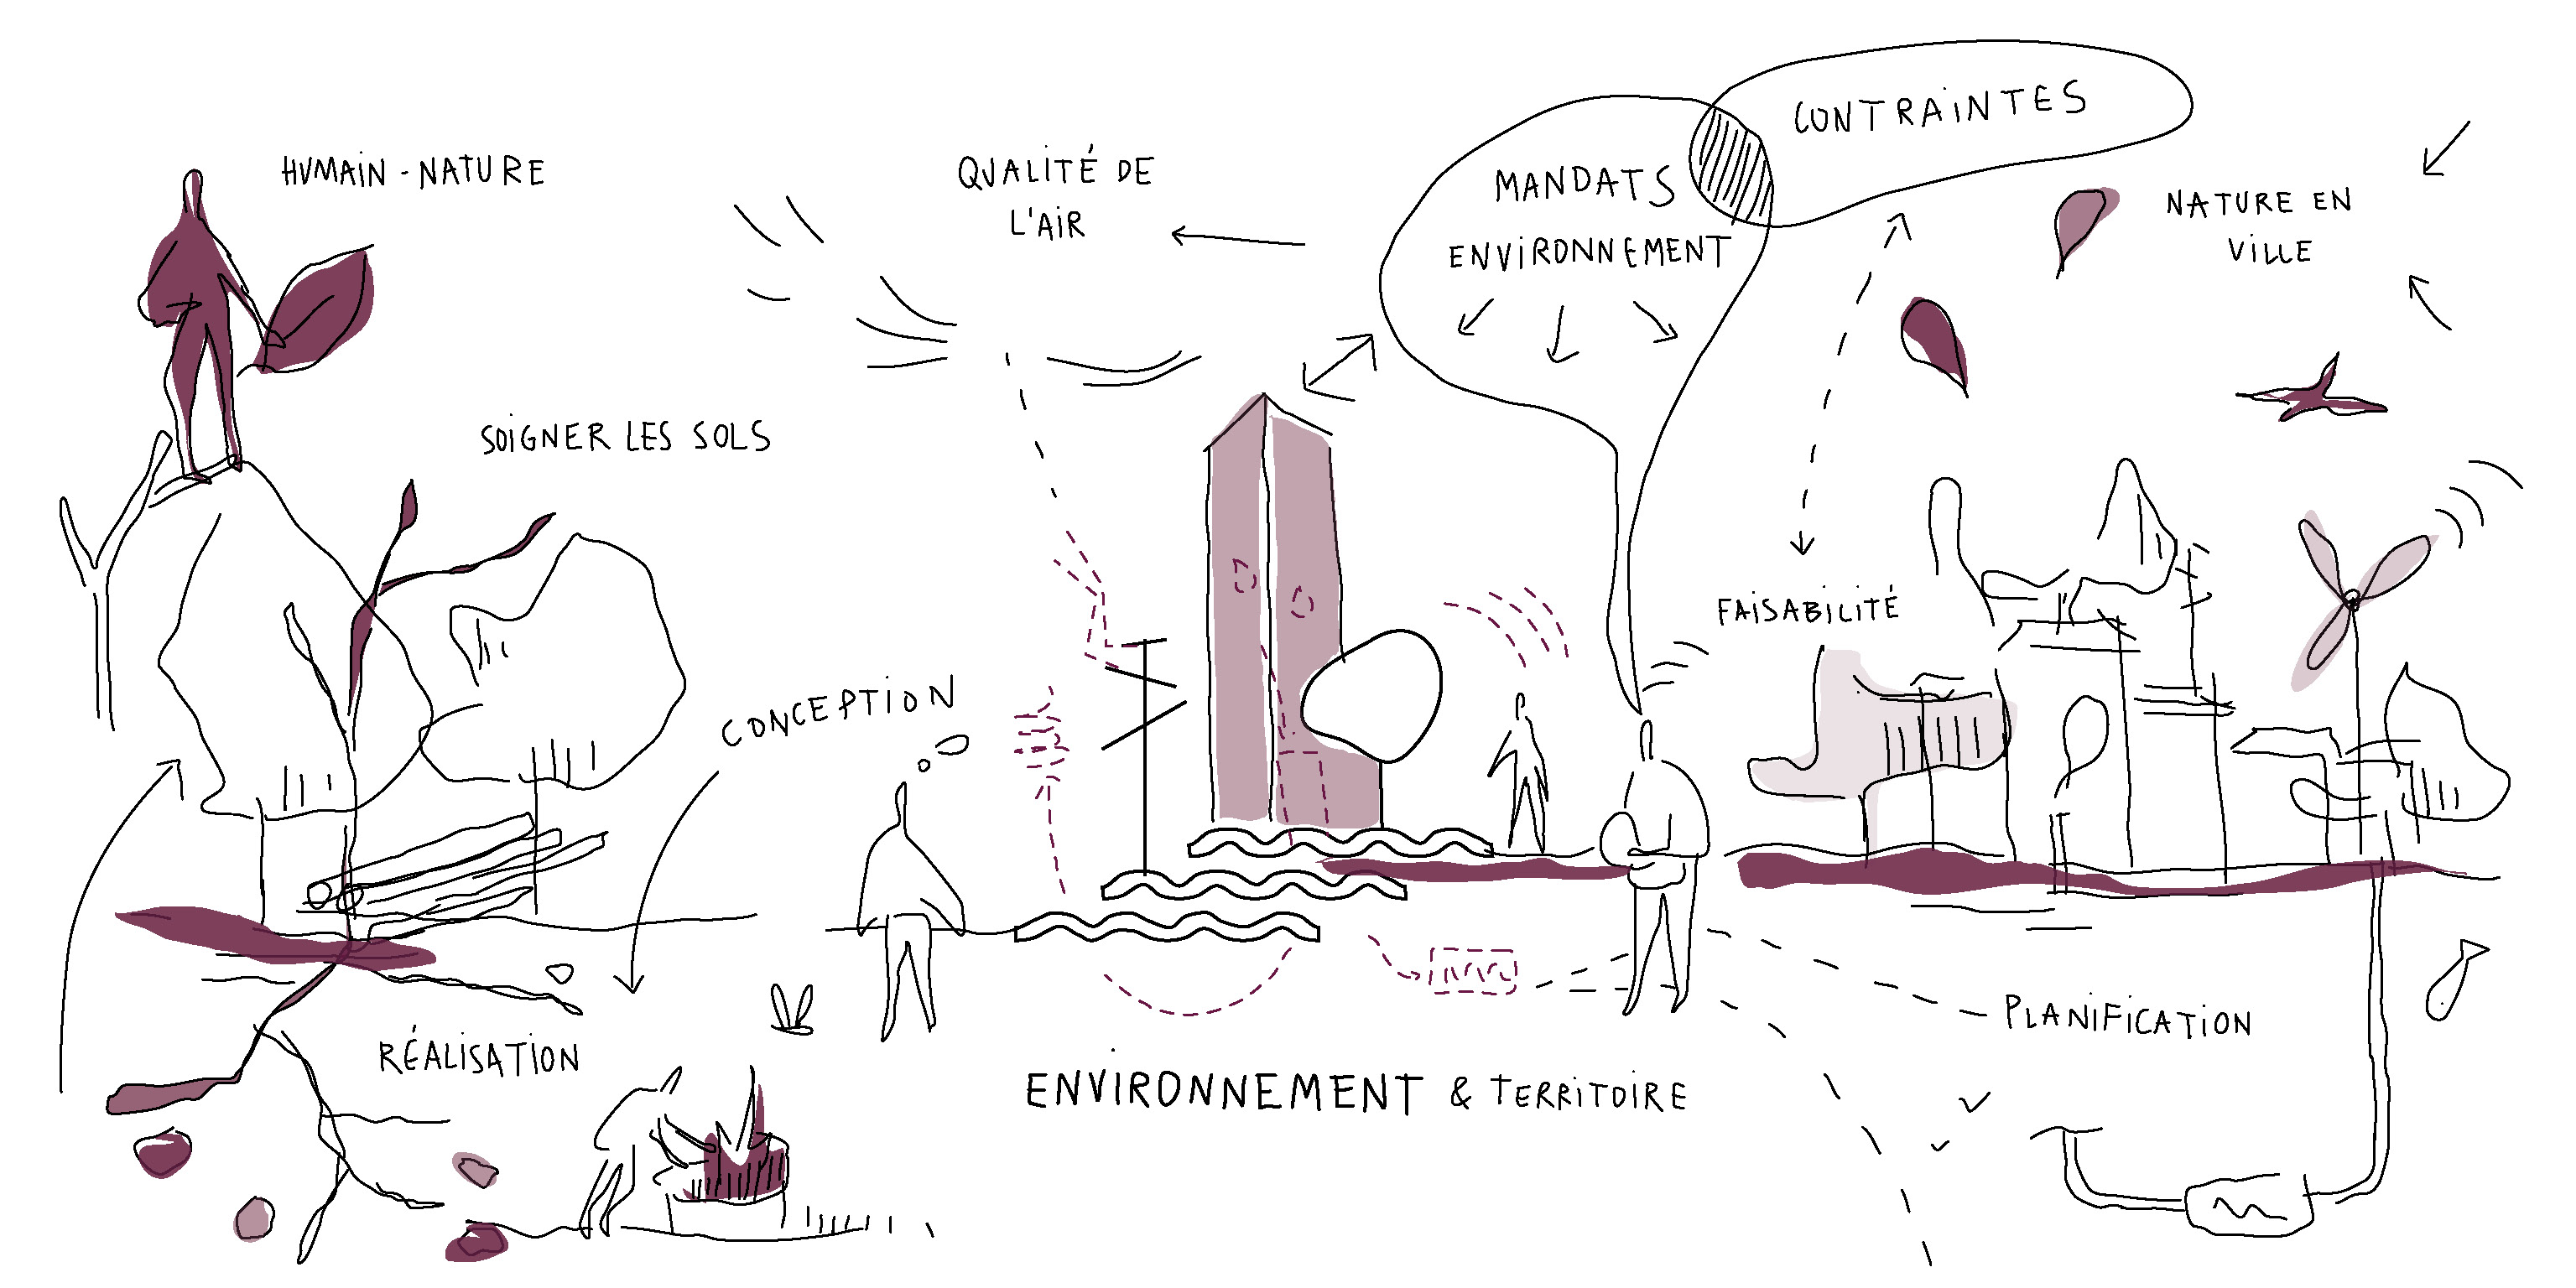 HUMAIN - NATURE
QUALITÉ DE
L'AIR
MANDATS
ENVIRONNEMENT
CONTRAINTES
NATURE EN
VILLE
SOIGNER LES SOLS
FAISABILITÉ
CONCEPTION
RÉALISATION
ENVIRONNEMENT & TERRITOIRE
PLANIFICATION